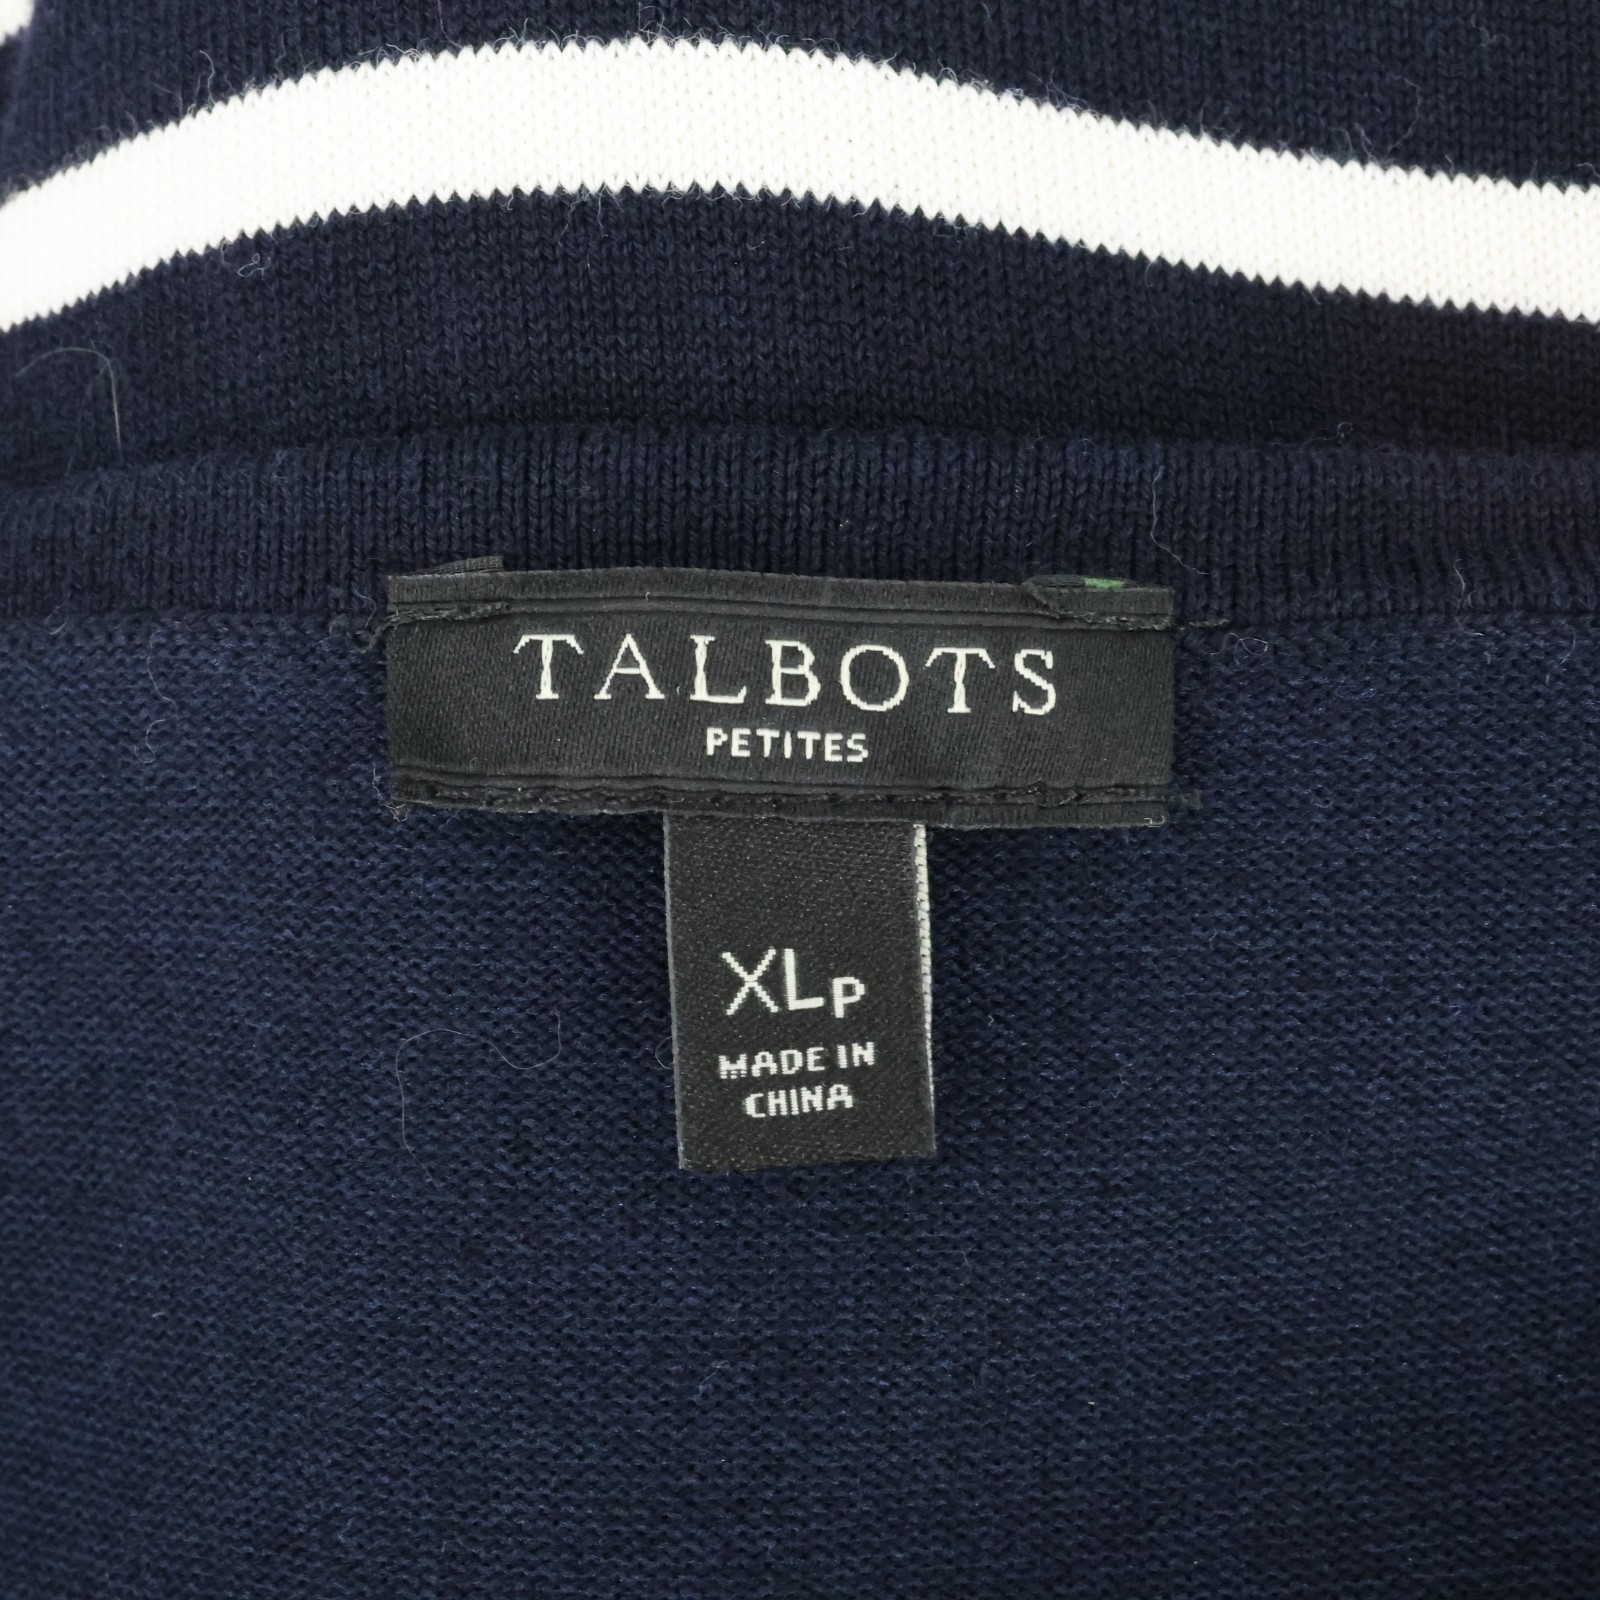 TALBOTS
PETITES
XLP
MADE IN
CHINA